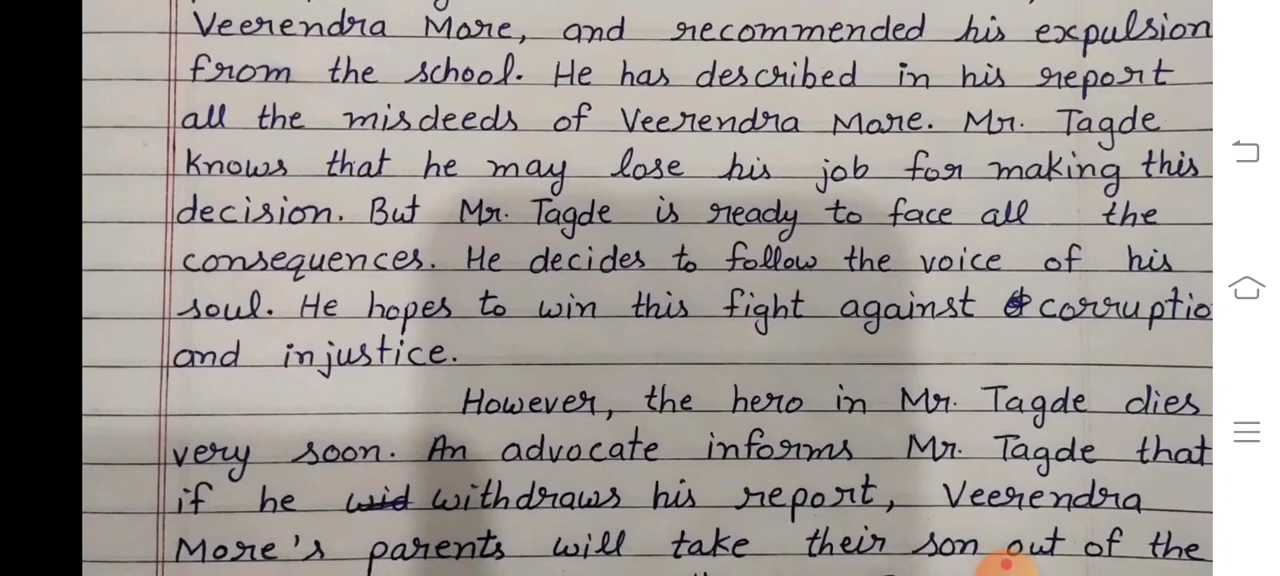 Veerendra More, and recommended his expulsion
from the school. He has described in his report
all the misdeeds of Veerendra More. Mr. Tagde
knows that he may lose his job for making this
decision. But Mr. Tagde is ready to face all the
consequences. He decides to follow the voice of his
soul. He hopes to win this fight against corruptio
and injustice.
However, the hero in Mr. Tagde dies
very soon. An advocate informs Mr. Tagde that
if he wid withdraws his report, Veerendra
More's parents will take their son out of the